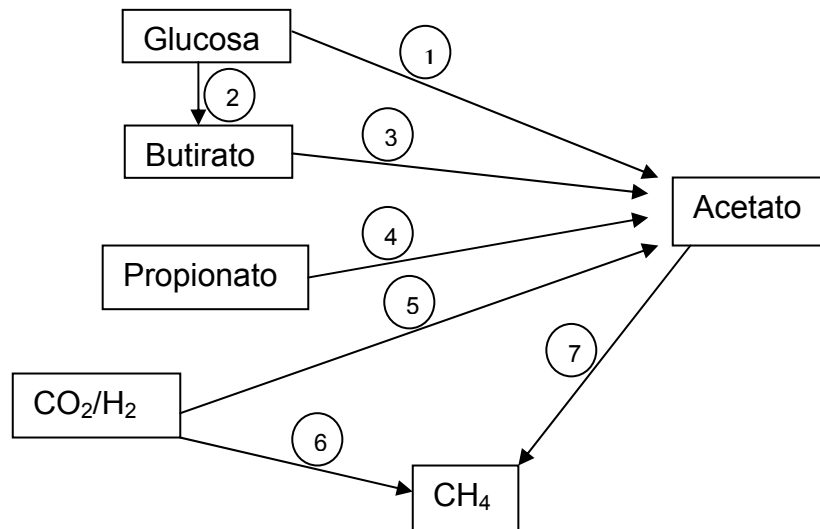 Glucosa
1
2
Butirato
3
Acetato
4
Propionato
5
7
CO₂/H₂
6
CH₄